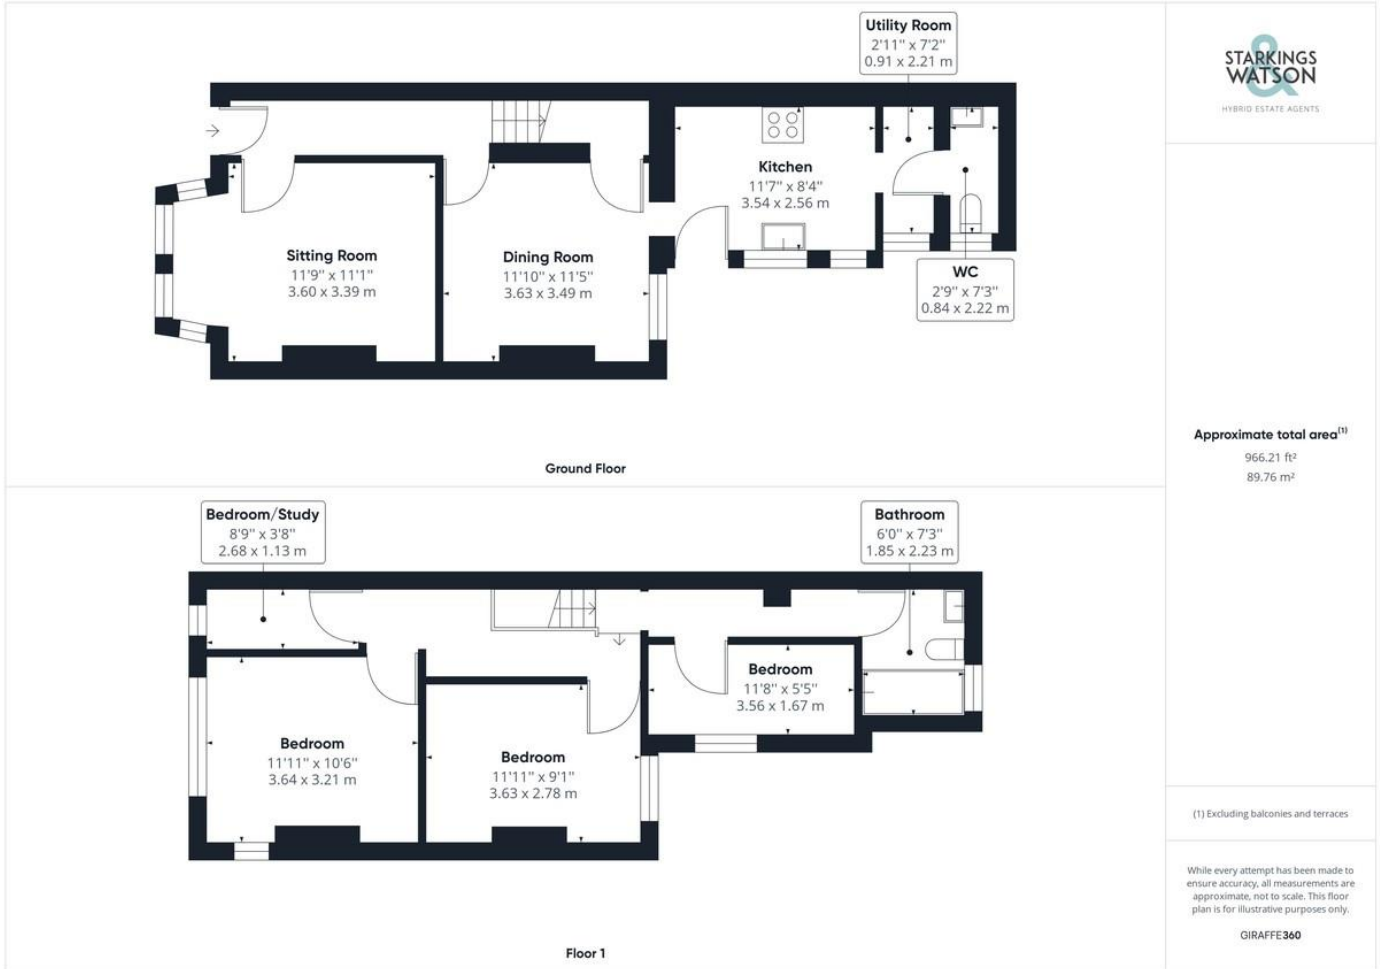 Utility Room
2'11'' x 7'2''
0.91 x 2.21 m
Kitchen
11'7'' x 8'4''
3.54 x 2.56 m
Sitting Room
11'9'' x 11'1''
3.60 x 3.39 m
Dining Room
11'10'' x 11'5''
3.63 x 3.49 m
WC
2'9'' x 7'3''
0.84 x 2.22 m
Ground Floor
Bedroom/Study
8'9'' x 3'8''
2.68 x 1.13 m
Bathroom
6'0'' x 7'3''
1.85 x 2.23 m
Bedroom
11'8'' x 5'5''
3.56 x 1.67 m
Bedroom
11'11'' x 10'6''
3.64 x 3.21 m
Bedroom
11'11'' x 9'1''
3.63 x 2.78 m
Floor 1
&
STARKINGS
WATSON
HYBRID ESTATE AGENTS
Approximate total area(1)
966.21 ft²
89.76 m²
(1) Excluding balconies and terraces
While every attempt has been made to
ensure accuracy, all measurements are
approximate, not to scale. This floor
plan is for illustrative purposes only.
GIRAFFE360